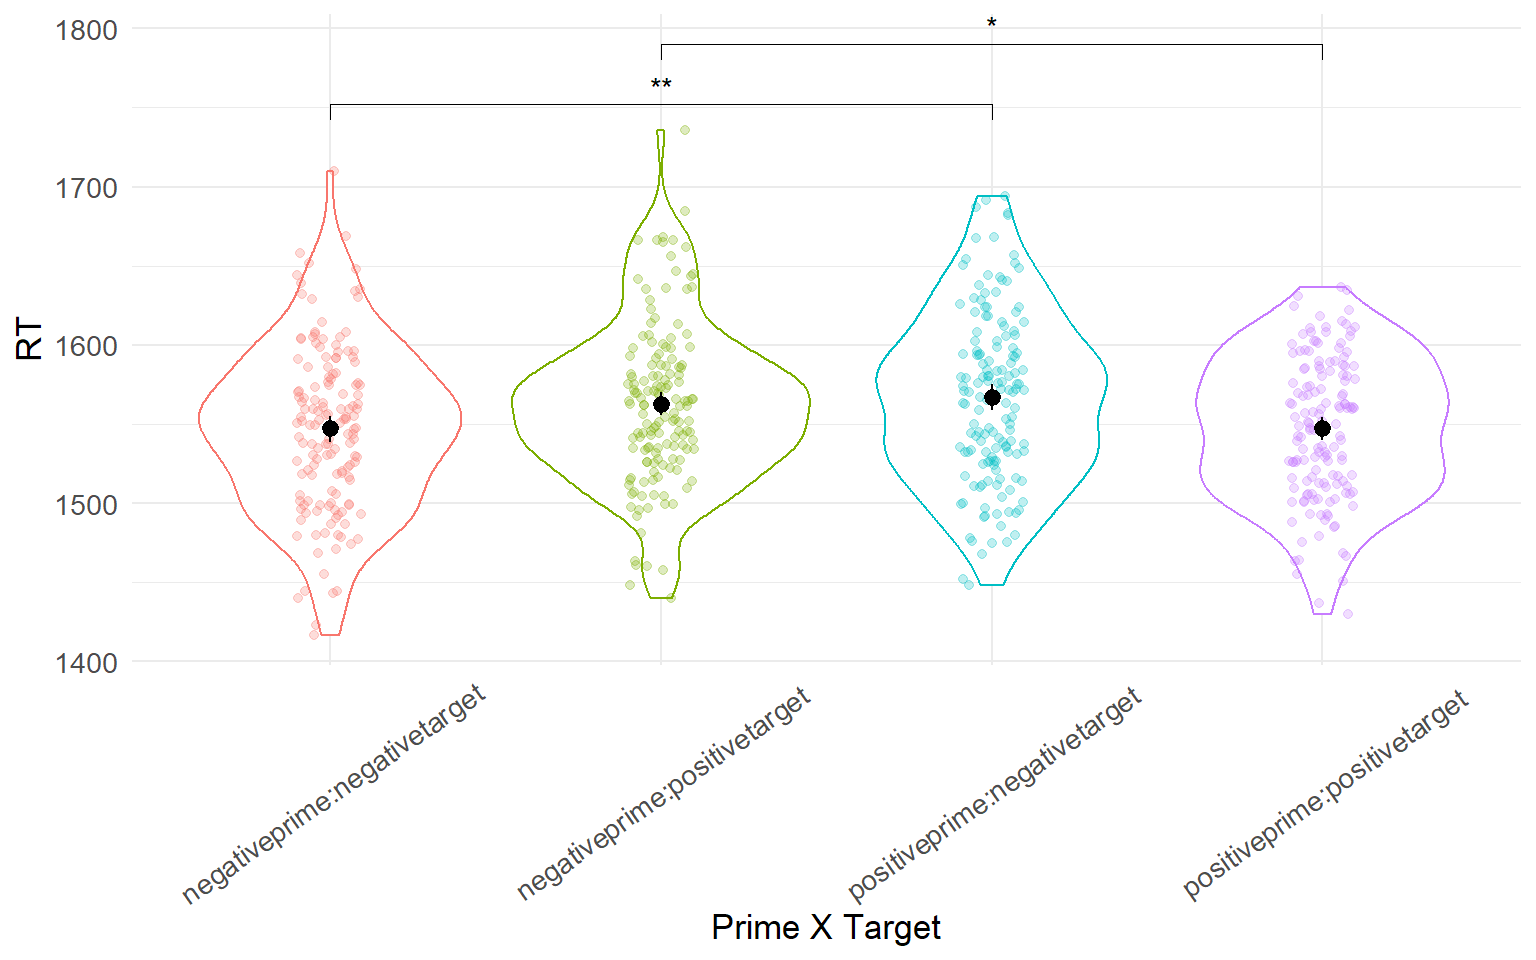 *
**
1800
1700
1600
1500
1400
RT
negativeprime:negativetarget
negativeprime:positivetarget
positiveprime:negativetarget
positiveprime:positivetarget
Prime X Target